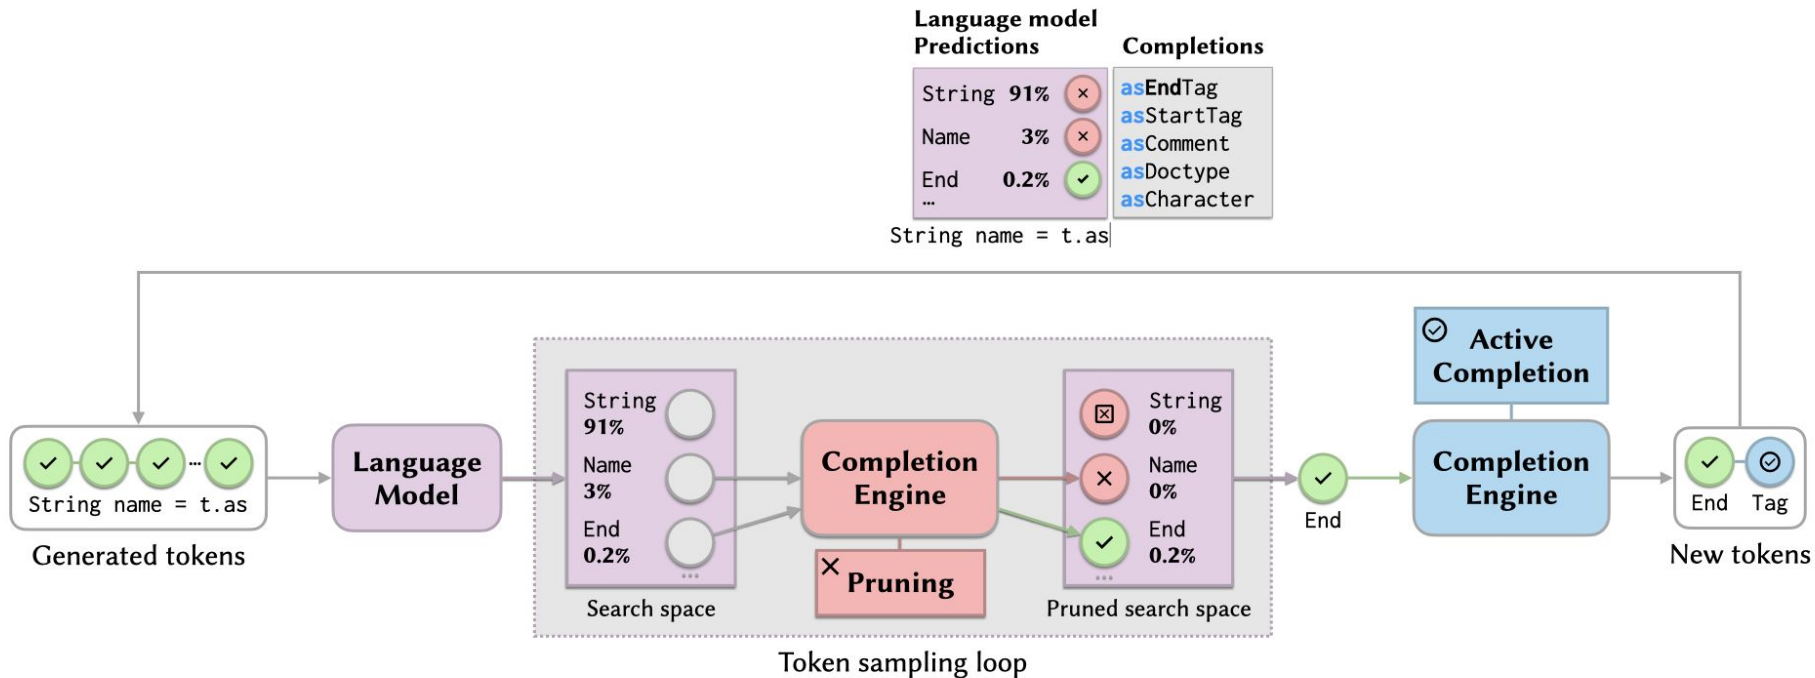 Language model
Predictions
Completions
String 91%
Name 3%
End 0.2%
…
asEndTag
asStartTag
asComment
asDoctype
asCharacter
String name = t.as
String name = t.as
Generated tokens
Language
Model
String
91%
Name
3%
End
0.2%
...
Search space
Completion
Engine
Pruning
String
0%
Name
0%
End
0.2%
...
Pruned search space
Token sampling loop
End
Active
Completion
Completion
Engine
End Tag
New tokens